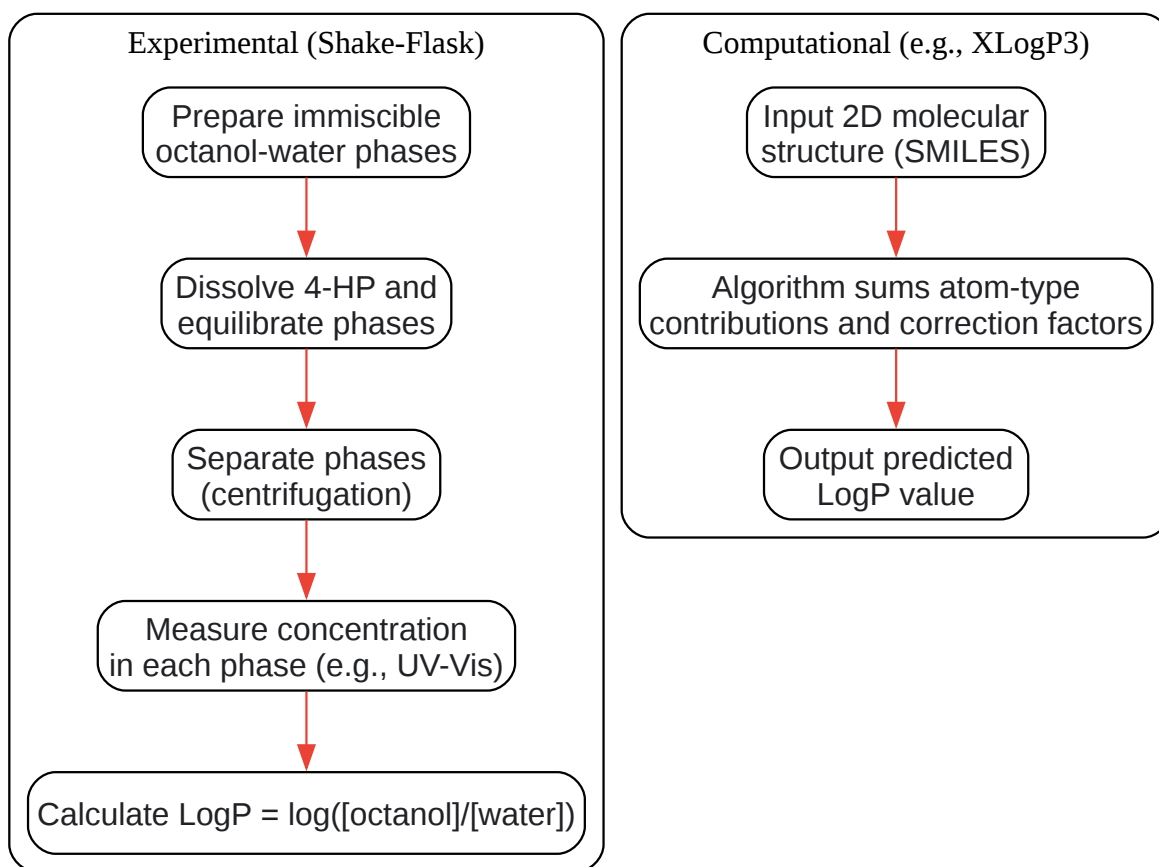 Experimental (Shake-Flask)
Prepare immiscible
octanol-water phases
Dissolve 4-HP and
equilibrate phases
Separate phases
(centrifugation)
Measure concentration
in each phase (e.g., UV-Vis)
Calculate LogP = log([octanol]/[water])
Computational (e.g., XLogP3)
Input 2D molecular
structure (SMILES)
Algorithm sums atom-type
contributions and correction factors
Output predicted
LogP value